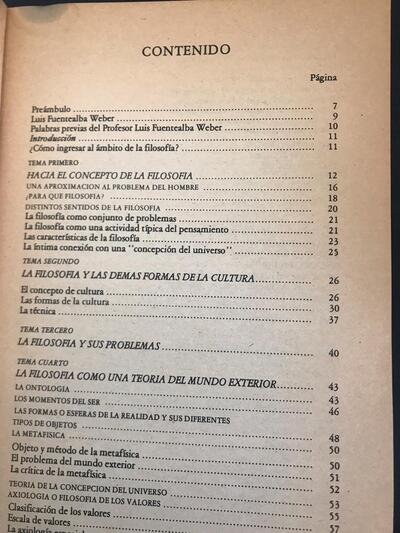 CONTENIDO
Página
Preámbulo 7
Luis Fuentealba Weber 9
Palabras previas del Profesor Luis Fuentealba Weber 10
Introducción 11
¿Cómo ingresar al ámbito de la filosofía? 11
TEMA PRIMERO
HACIA EL CONCEPTO DE LA FILOSOFIA 12
UNA APROXIMACION AL PROBLEMA DEL HOMBRE 16
¿PARA QUE FILOSOFIA? 18
DISTINTOS SENTIDOS DE LA FILOSOFIA 20
La filosofía como conjunto de problemas 21
La filosofía como una actividad típica del pensamiento 21
Las características de la filosofía 23
La íntima conexión con una "concepción del universo" 25
TEMA SEGUNDO
LA FILOSOFIA Y LAS DEMAS FORMAS DE LA CULTURA 26
El concepto de cultura 26
Las formas de la cultura 30
La técnica 37
TEMA TERCERO
LA FILOSOFIA Y SUS PROBLEMAS 40
TEMA CUARTO
LA FILOSOFIA COMO UNA TEORIA DEL MUNDO EXTERIOR 43
LA ONTOLOGIA 43
LOS MOMENTOS DEL SER 46
LAS FORMAS O ESFERAS DE LA REALIDAD Y SUS DIFERENTES
TIPOS DE OBJETOS 48
LA METAFISICA 50
Objeto y método de la metafísica 50
El problema del mundo exterior 51
La crítica de la metafísica 52
TEORIA DE LA CONCEPCION DEL UNIVERSO 53
AXIOLOGIA O FILOSOFIA DE LOS VALORES 55
Clasificación de los valores 57
Escala de valores
La axiología